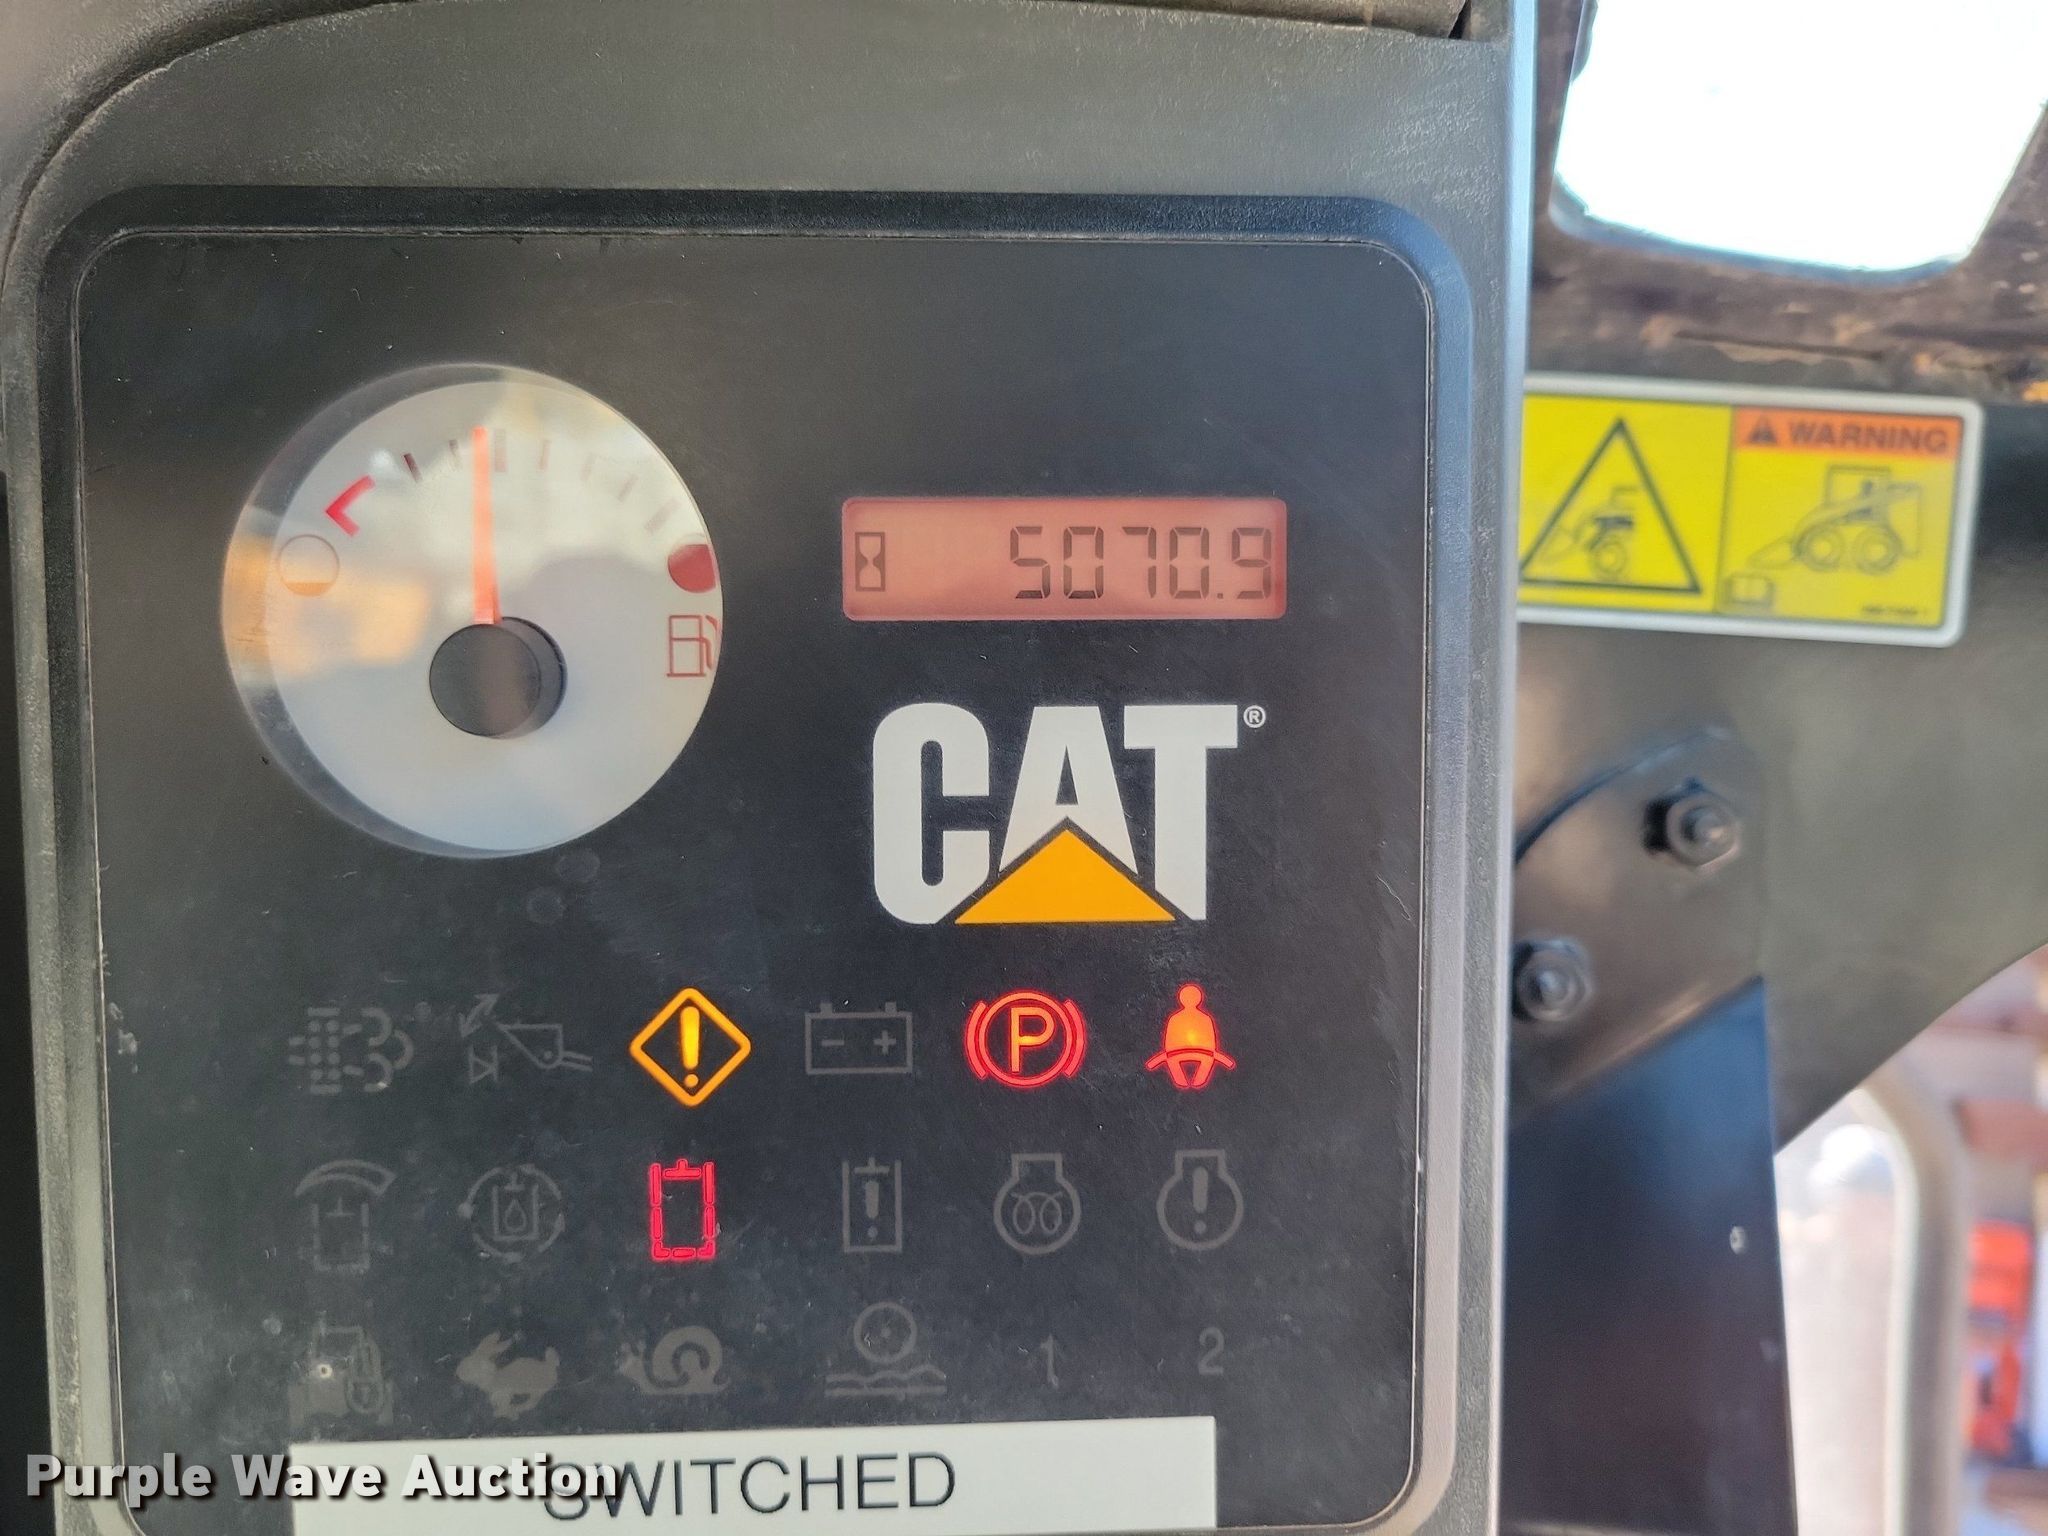 WARNING
5070.9
CAT®
P
1 2
SWITCHED
Purple Wave Auction